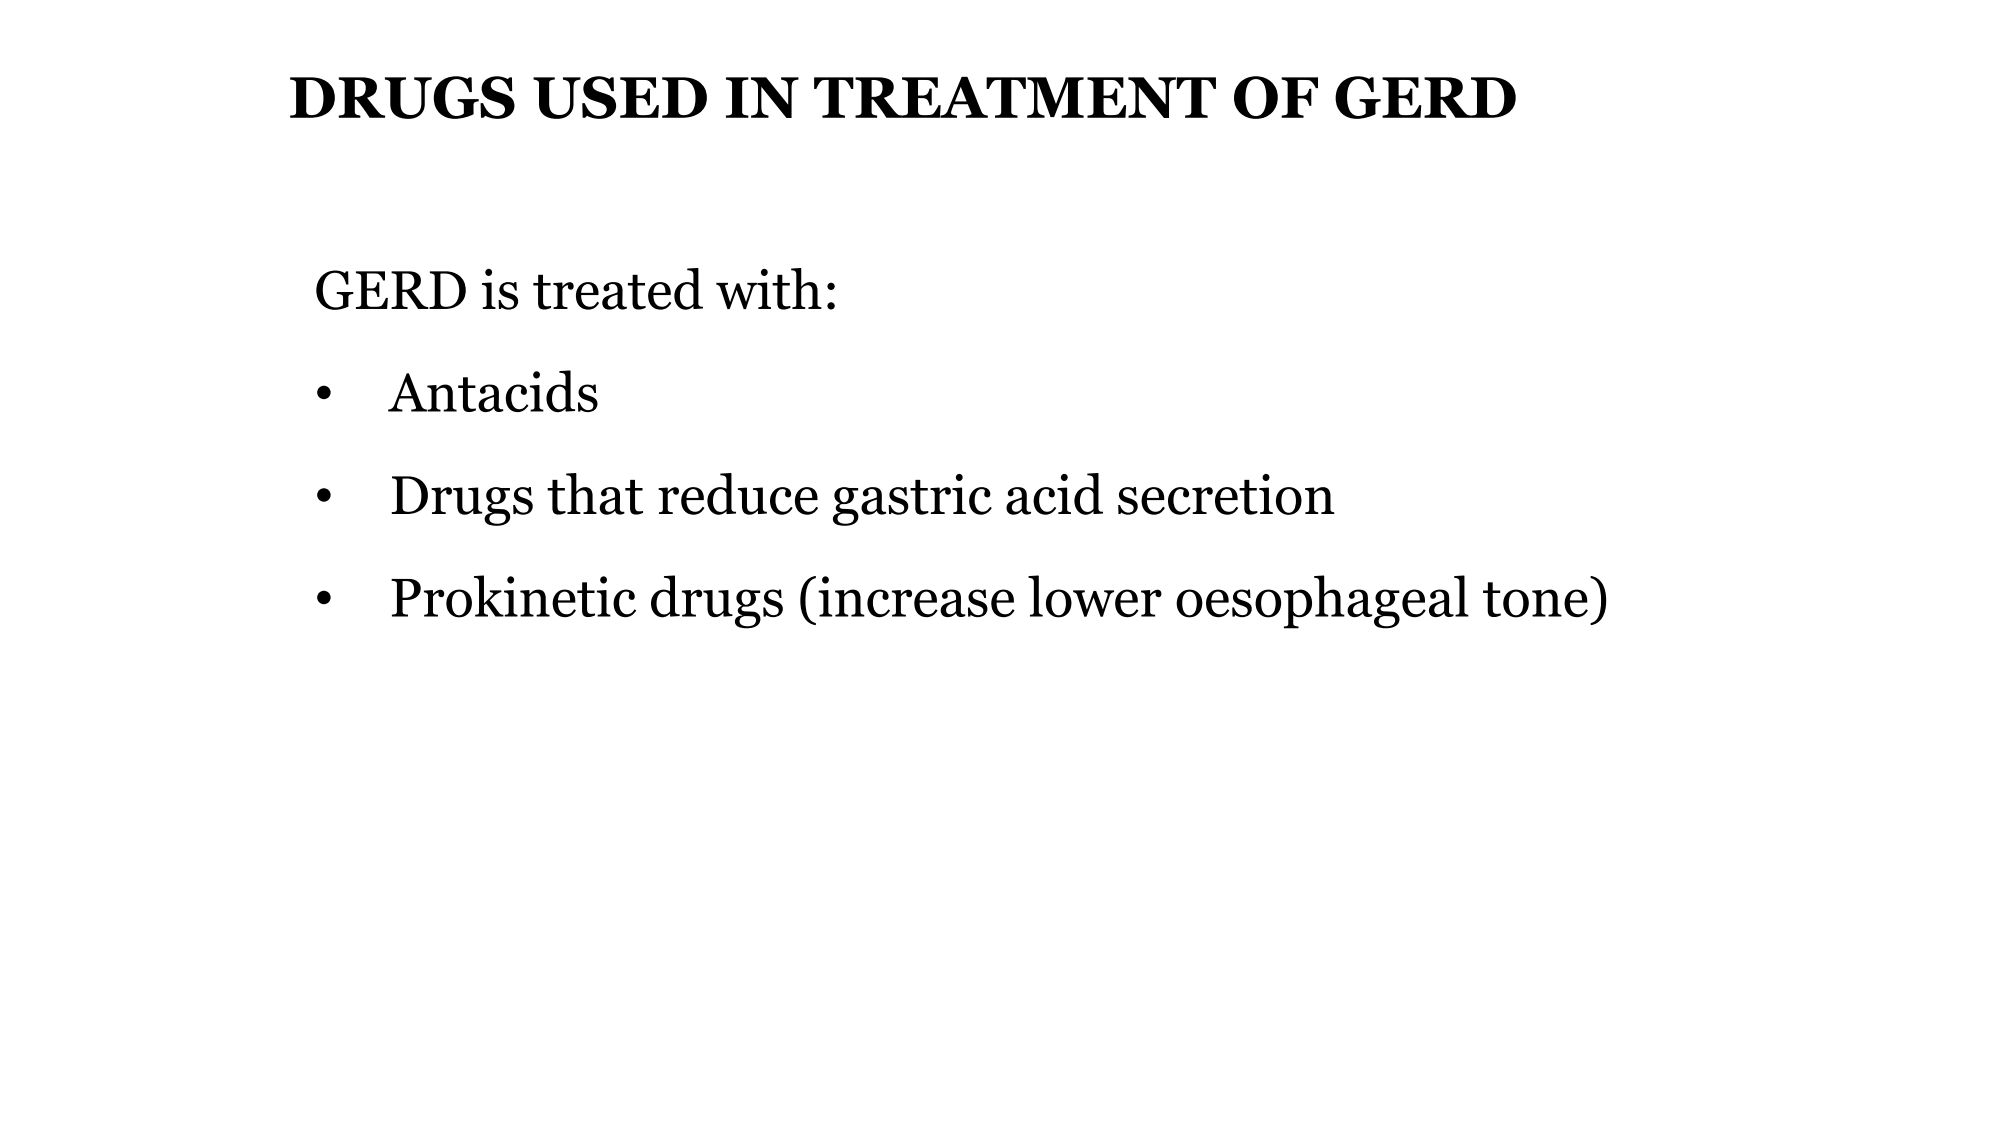 DRUGS USED IN TREATMENT OF GERD
GERD is treated with:
• Antacids
• Drugs that reduce gastric acid secretion
• Prokinetic drugs (increase lower oesophageal tone)